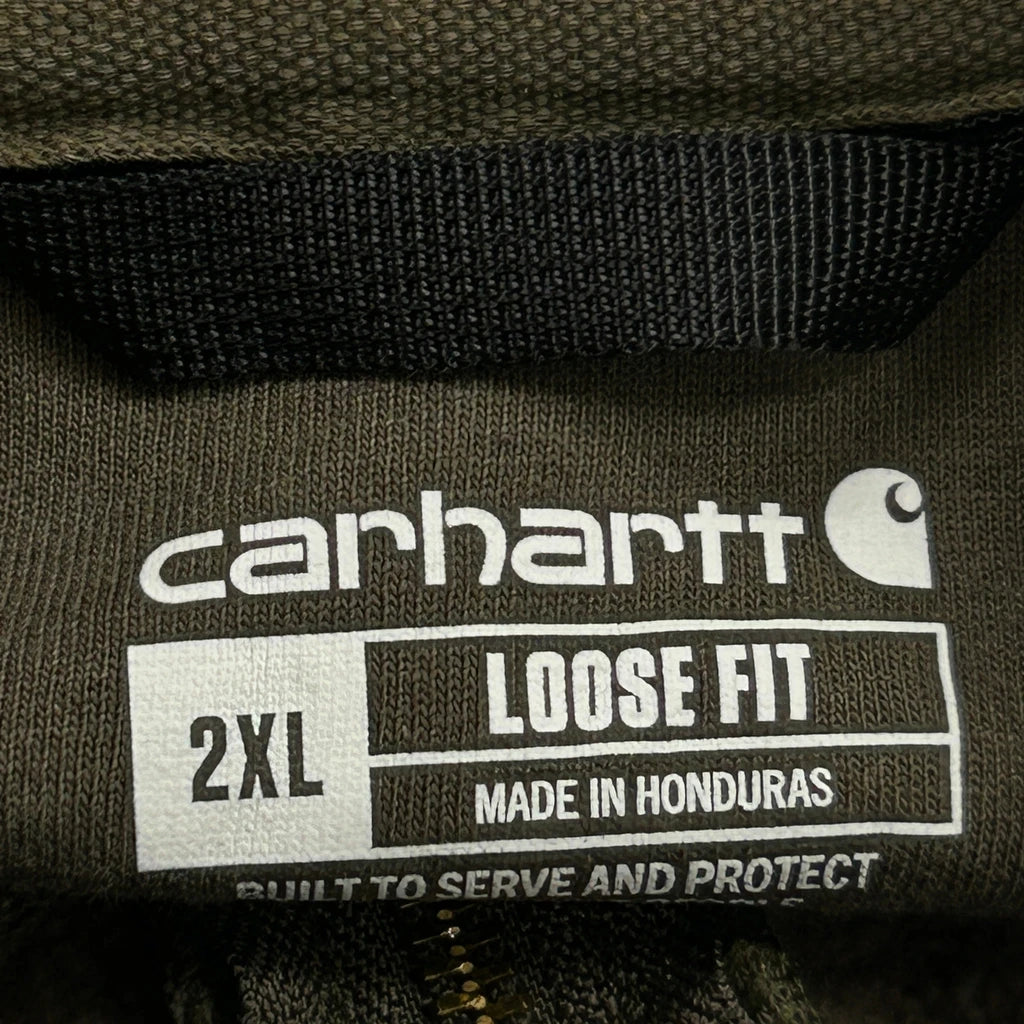 carhartt
2XL
LOOSE FIT
MADE IN HONDURAS
BUILT TO SERVE AND PROTECT